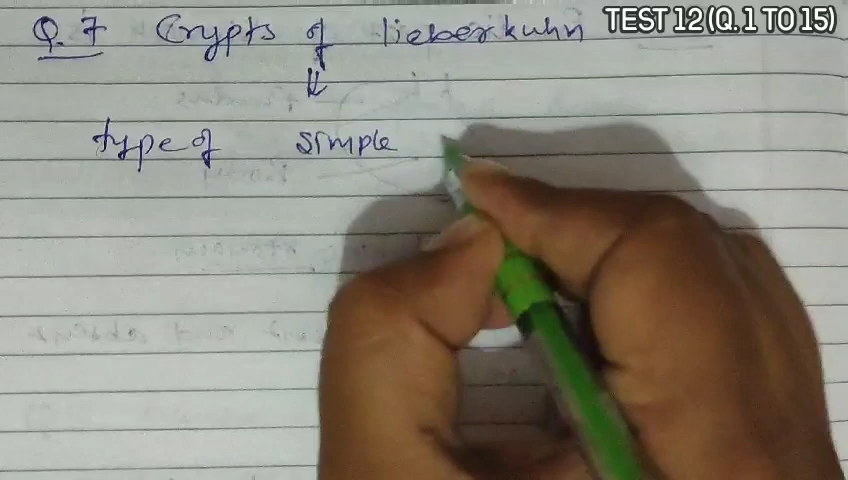 TEST 12 (Q. 1 TO 15)
Q. 7 Crypts of lieberkuhn
type of simple